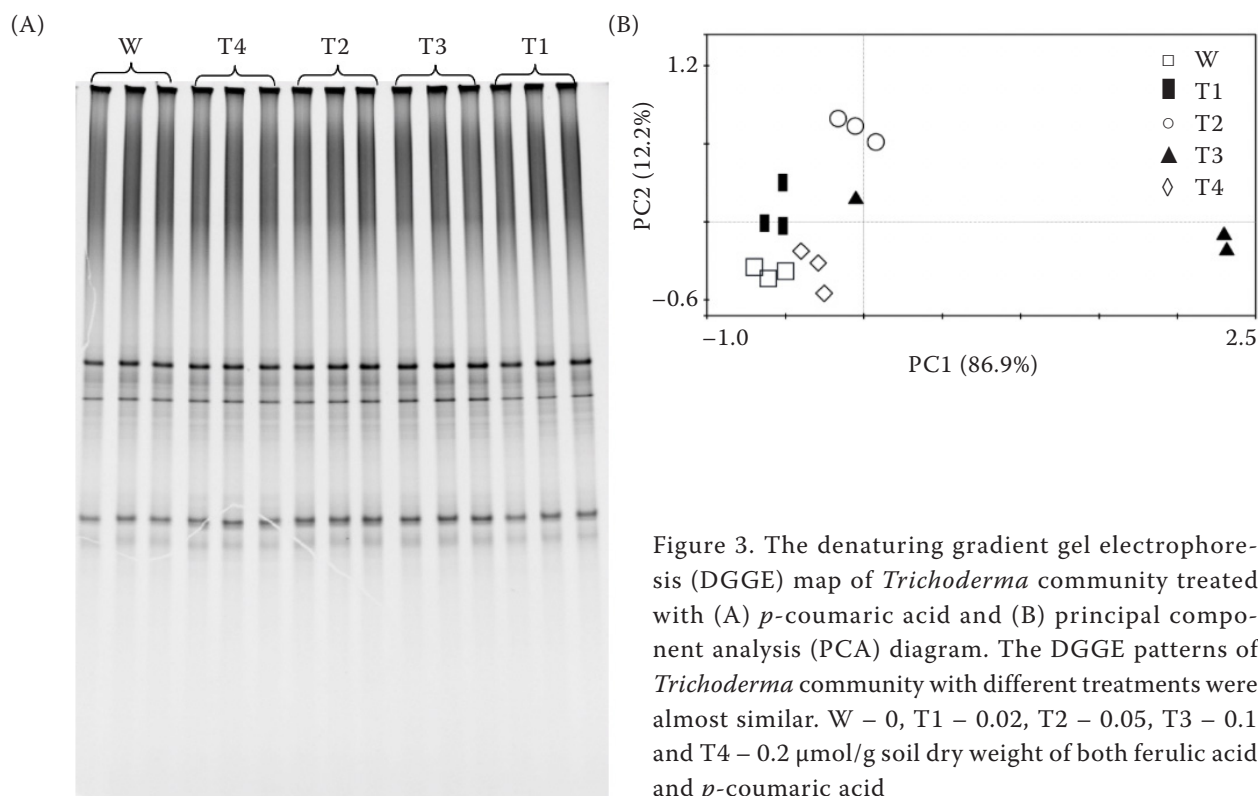 (A)
W T4 T2 T3 T1
(B)
1.2
PC2 (12.2%)
−0.6
−1.0
2.5
PC1 (86.9%)
W
T1
T2
T3
T4
Figure 3. The denaturing gradient gel electrophore-
sis (DGGE) map of Trichoderma community treated
with (A) p-coumaric acid and (B) principal compo-
nent analysis (PCA) diagram. The DGGE patterns of
Trichoderma community with different treatments were
almost similar. W – 0, T1 – 0.02, T2 – 0.05, T3 – 0.1
and T4 – 0.2 μmol/g soil dry weight of both ferulic acid
and p-coumaric acid